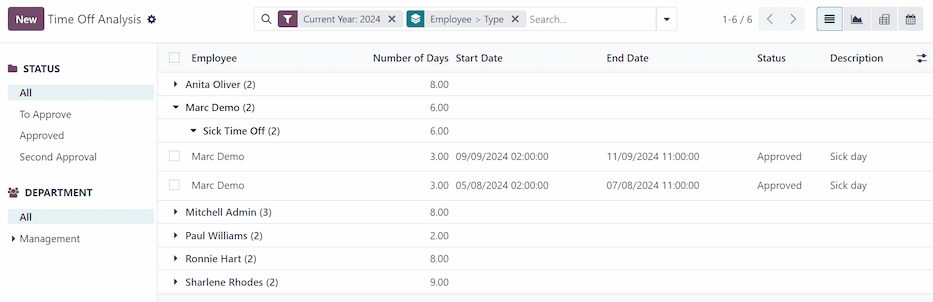 New Time Off Analysis Current Year: 2024 Employee > Type Search... 1-6 / 6
STATUS
All
To Approve
Approved
Second Approval
DEPARTMENT
All
Management
Employee Number of Days Start Date End Date Status Description
Anita Oliver (2) 8.00
Marc Demo (2) 6.00
Sick Time Off (2) 6.00
Marc Demo 3.00 09/09/2024 02:00:00 11/09/2024 11:00:00 Approved Sick day
Marc Demo 3.00 05/08/2024 02:00:00 07/08/2024 11:00:00 Approved Sick day
Mitchell Admin (3) 8.00
Paul Williams (2) 2.00
Ronnie Hart (2) 8.00
Sharlene Rhodes (2) 9.00